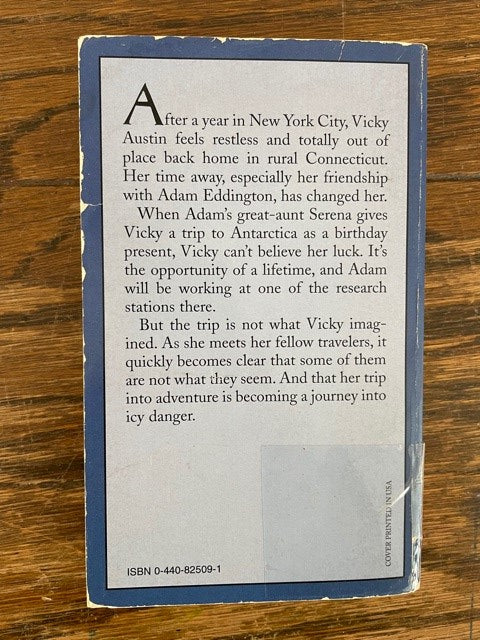 After a year in New York City, Vicky
Austin feels restless and totally out of
place back home in rural Connecticut.
Her time away, especially her friendship
with Adam Eddington, has changed her.
When Adam's great-aunt Serena gives
Vicky a trip to Antarctica as a birthday
present, Vicky can't believe her luck. It's
the opportunity of a lifetime, and Adam
will be working at one of the research
stations there.
But the trip is not what Vicky imag-
ined. As she meets her fellow travelers, it
quickly becomes clear that some of them
are not what they seem. And that her trip
into adventure is becoming a journey into
icy danger.
COVER PRINTED IN USA
ISBN 0-440-82509-1